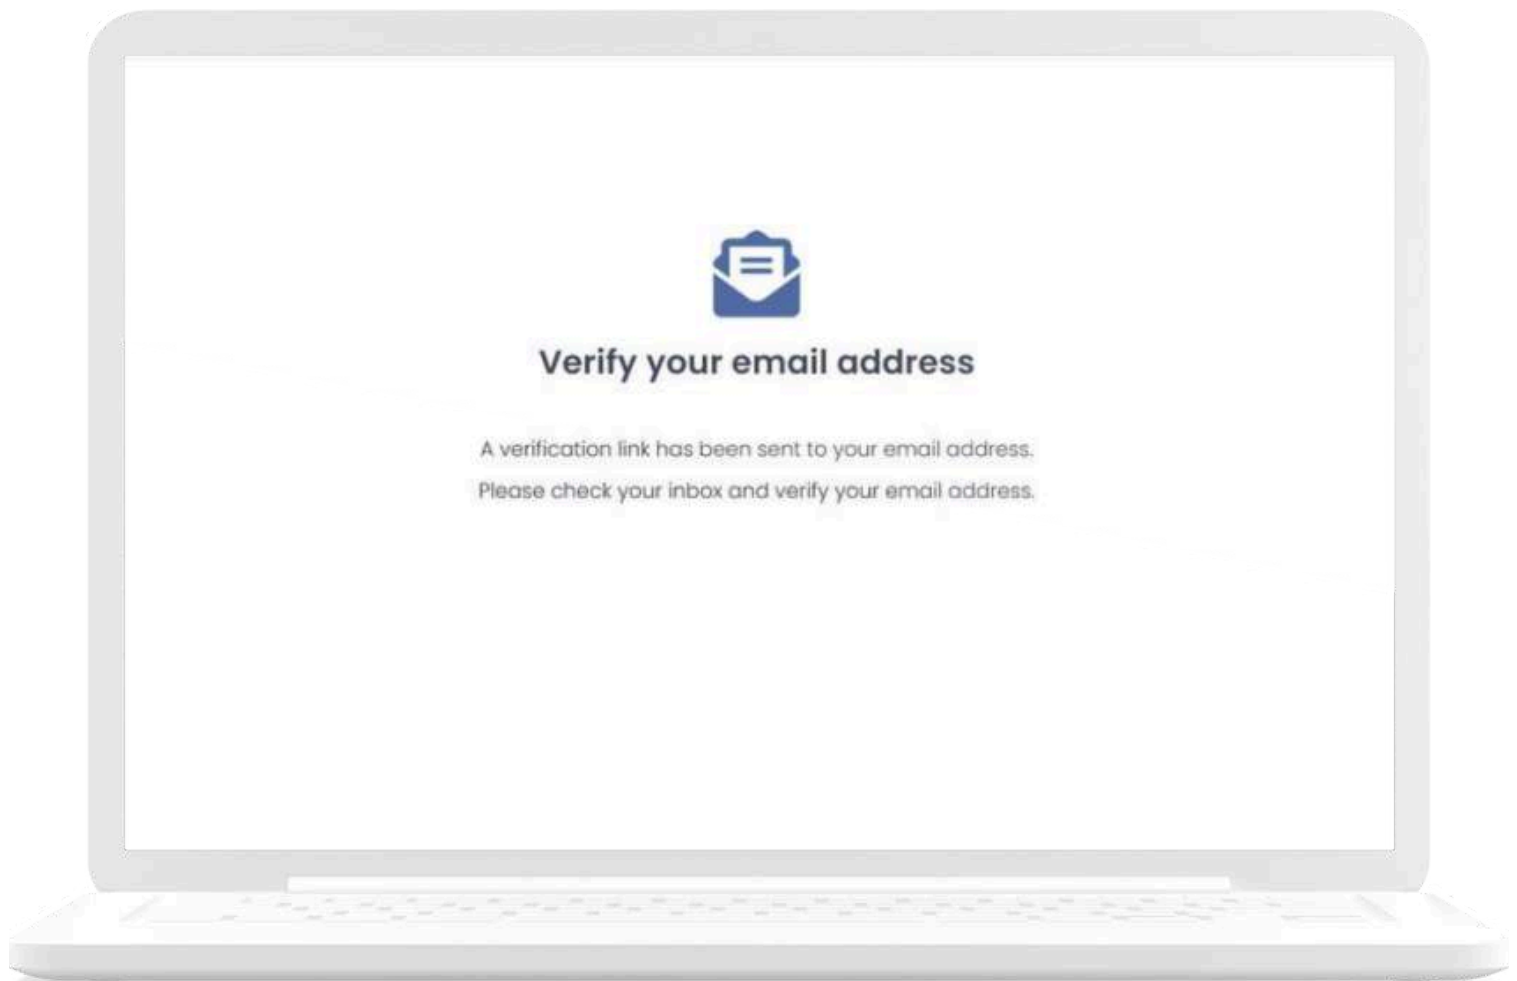 Verify your email address
A verification link has been sent to your email address.
Please check your inbox and verify your email address.